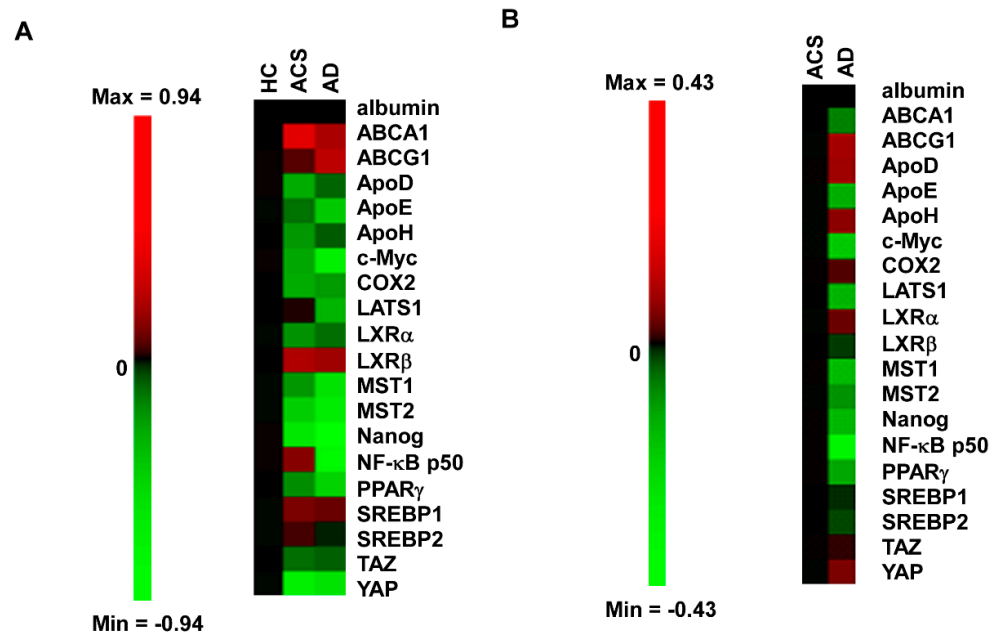 A
HC
ACS
AD
Max = 0.94
0
Min = -0.94
albumin
ABCA1
ABCG1
ApoD
ApoE
ApoH
c-Myc
COX2
LATS1
LXRα
LXRβ
MST1
MST2
Nanog
NF-κB p50
PPARγ
SREBP1
SREBP2
TAZ
YAP
B
ACS
AD
Max = 0.43
0
Min = -0.43
albumin
ABCA1
ABCG1
ApoD
ApoE
ApoH
c-Myc
COX2
LATS1
LXRα
LXRβ
MST1
MST2
Nanog
NF-κB p50
PPARγ
SREBP1
SREBP2
TAZ
YAP